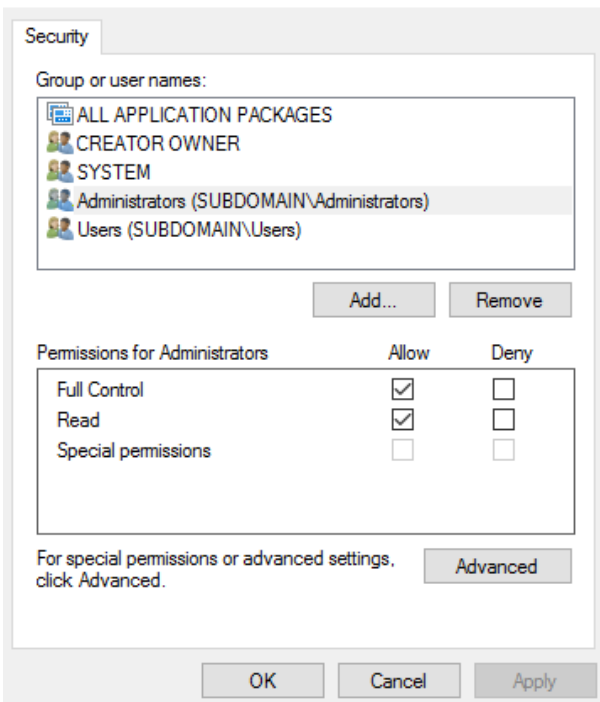 Security
Group or user names:
ALL APPLICATION PACKAGES
CREATOR OWNER
SYSTEM
Administrators (SUBDOMAIN\Administrators)
Users (SUBDOMAIN\Users)
Add... Remove
Permissions for Administrators Allow Deny
Full Control
Read
Special permissions
For special permissions or advanced settings,
click Advanced.
Advanced
OK Cancel Apply